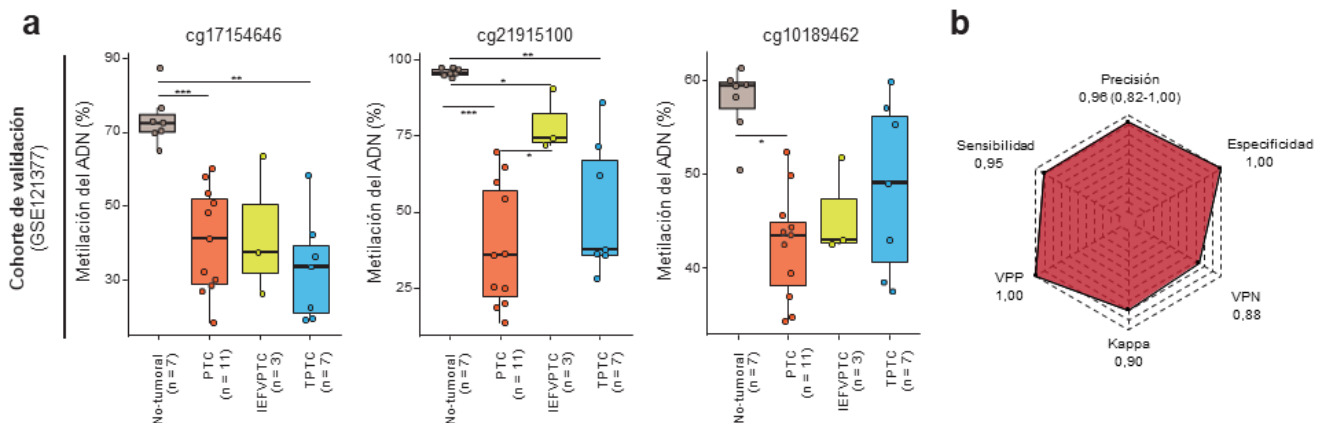 a
b
cg17154646
cg21915100
cg10189462
Cohorte de validación
(GSE121377)
Metilación del ADN (%)
90
70
50
30
***
**
No-tumoral
(n = 7)
PTC
(n = 11)
IEFVPTC
(n = 3)
TPTC
(n = 7)
Metilación del ADN (%)
100
75
50
25
**
*
***
*
No-tumoral
(n = 7)
PTC
(n = 11)
IEFVPTC
(n = 3)
TPTC
(n = 7)
Metilación del ADN (%)
60
50
40
*
No-tumoral
(n = 7)
PTC
(n = 11)
IEFVPTC
(n = 3)
TPTC
(n = 7)
Precisión
0,96 (0,82-1,00)
Sensibilidad
0,95
Especificidad
1,00
VPP
1,00
VPN
0,88
Kappa
0,90